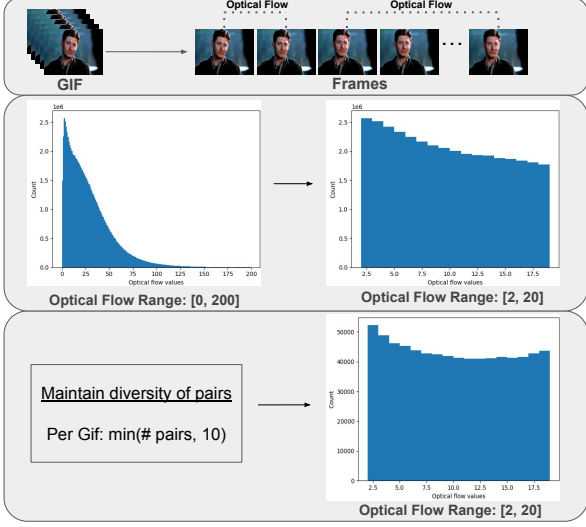 Optical Flow
Optical Flow
...
GIF
Frames
1e6
2.5
2.0
1.5
1.0
0.5
0.0
Count
0
25
50
75
100
125
150
175
200
Optical flow values
Optical Flow Range: [0, 200]
1e6
2.5
2.0
1.5
1.0
0.5
0.0
Count
2.5
5.0
7.5
10.0
12.5
15.0
17.5
Optical flow values
Optical Flow Range: [2, 20]
Maintain diversity of pairs
Per Gif: min(# pairs, 10)
50000
40000
30000
20000
10000
0
Count
2.5
5.0
7.5
10.0
12.5
15.0
17.5
Optical flow values
Optical Flow Range: [2, 20]